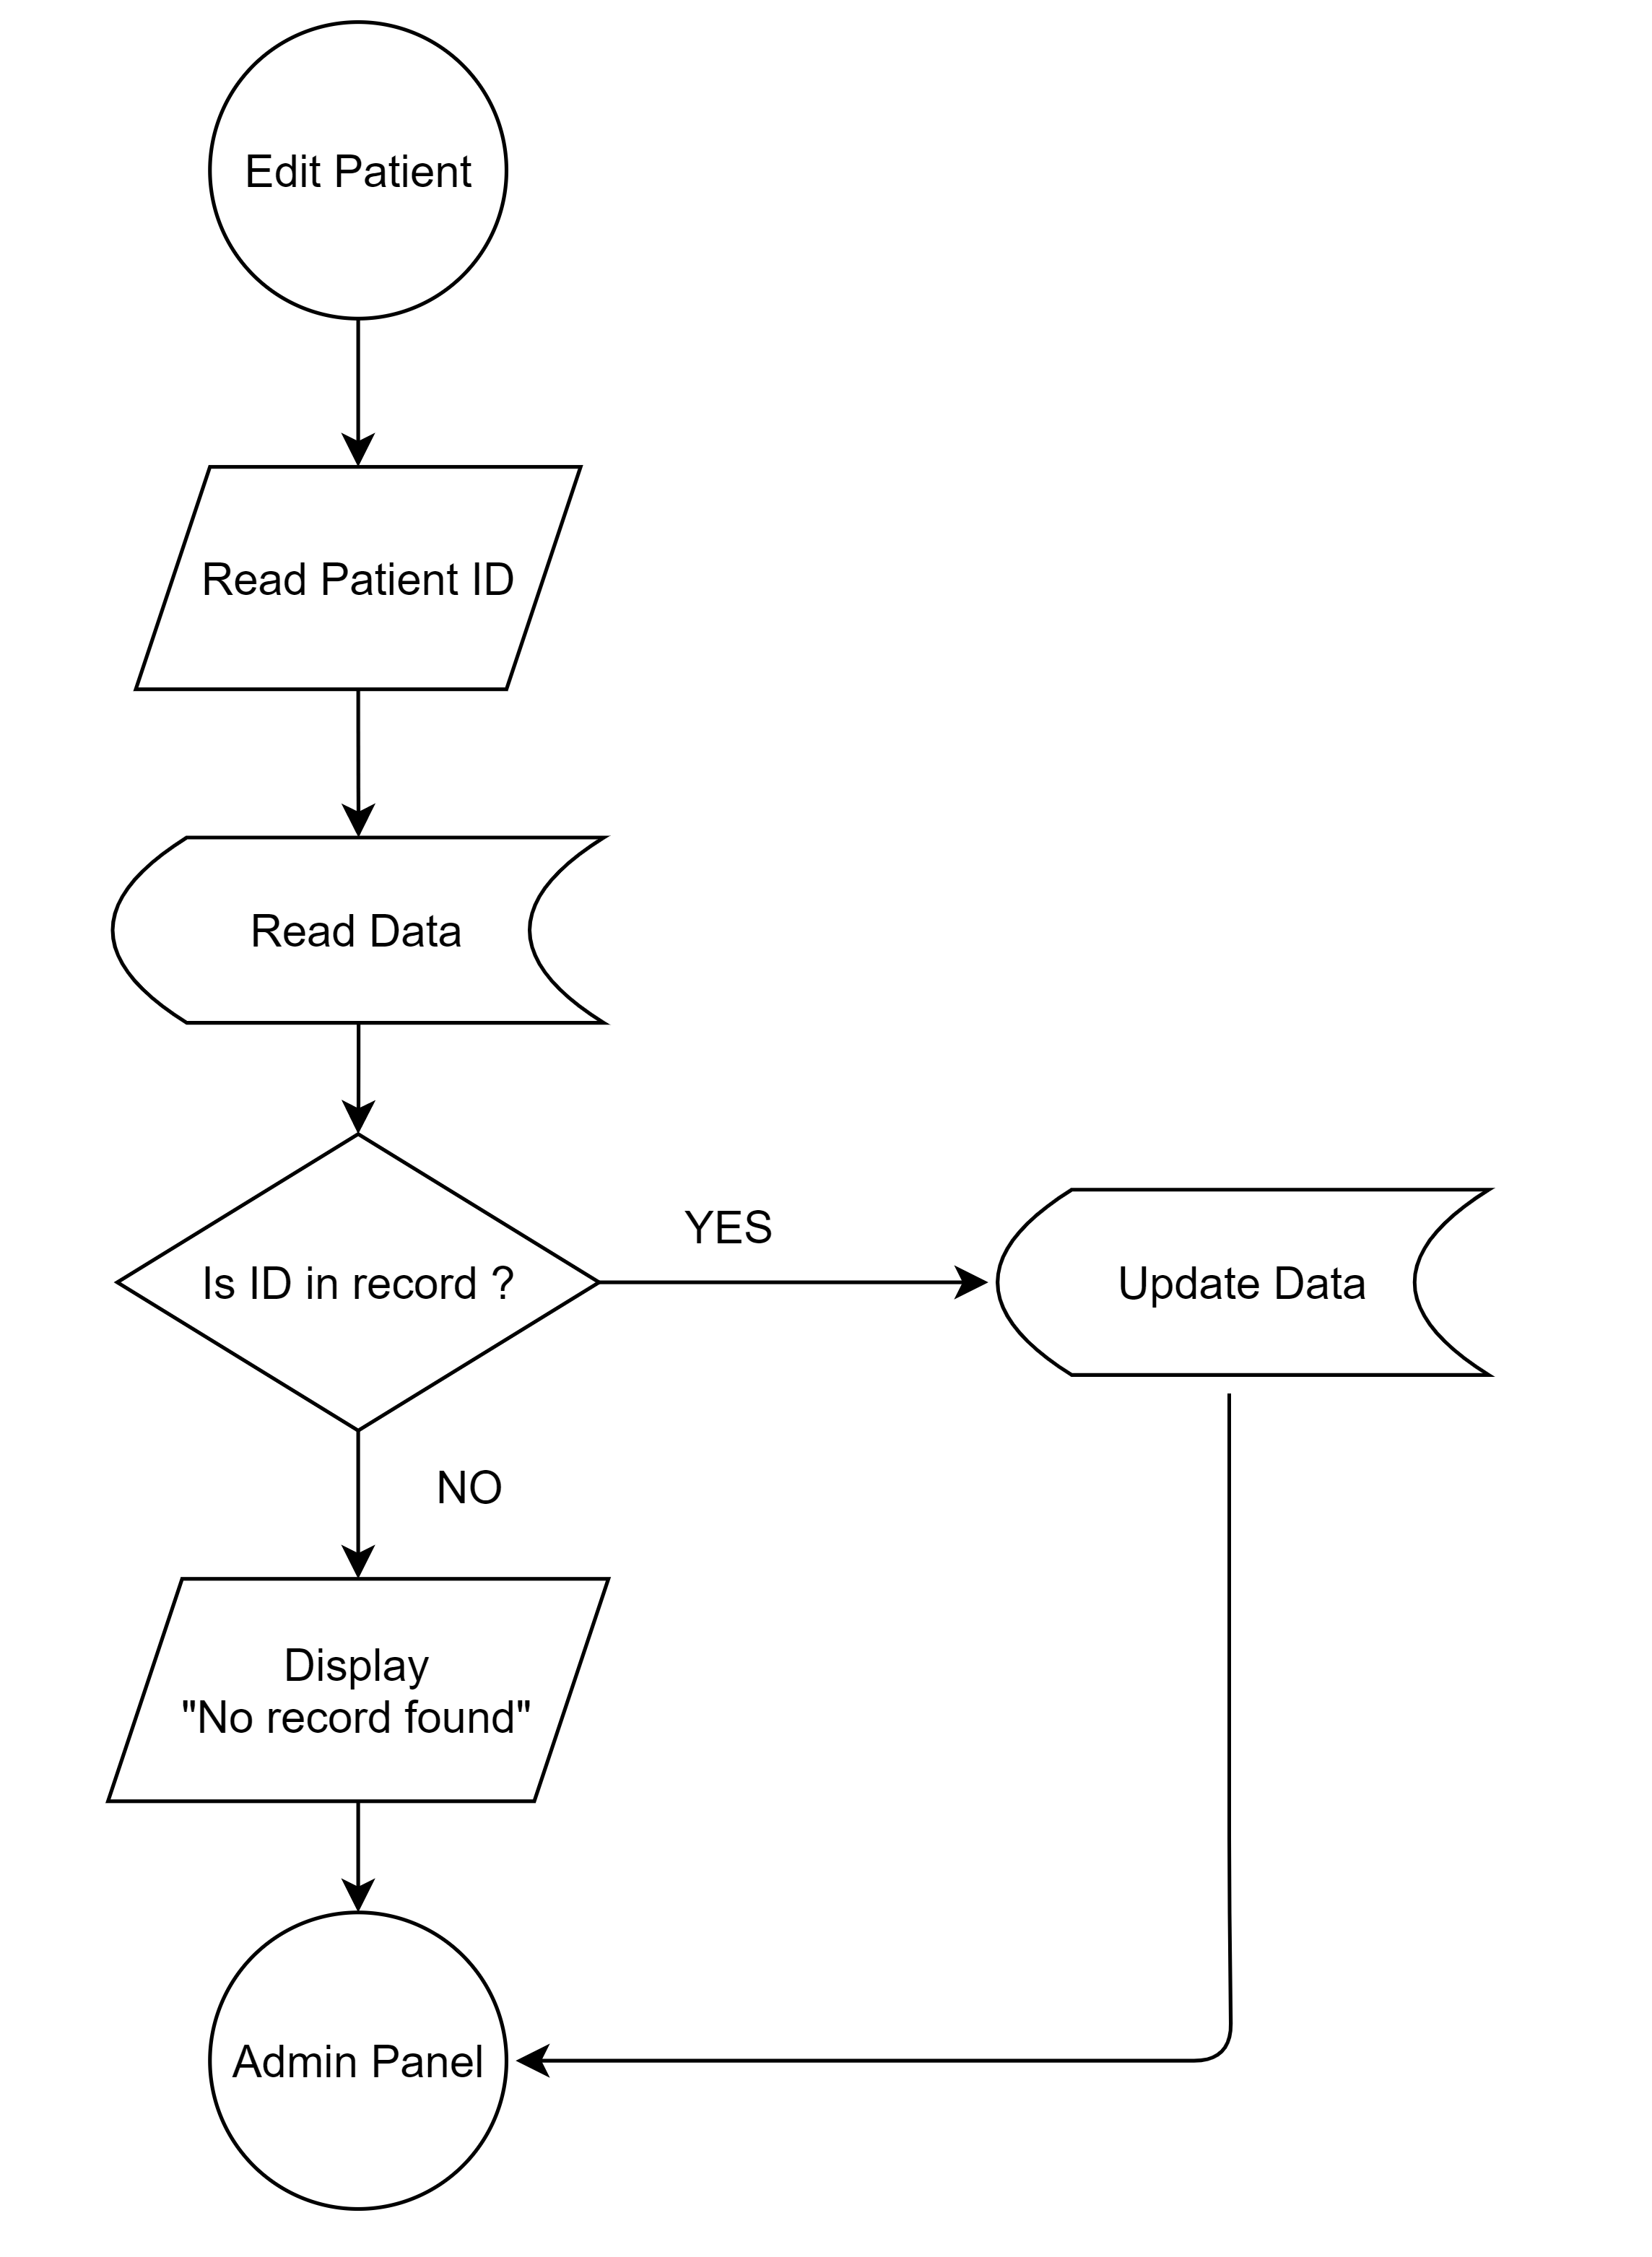 Edit Patient
Read Patient ID
Read Data
Is ID in record ?
YES
Update Data
NO
Display
"No record found"
Admin Panel